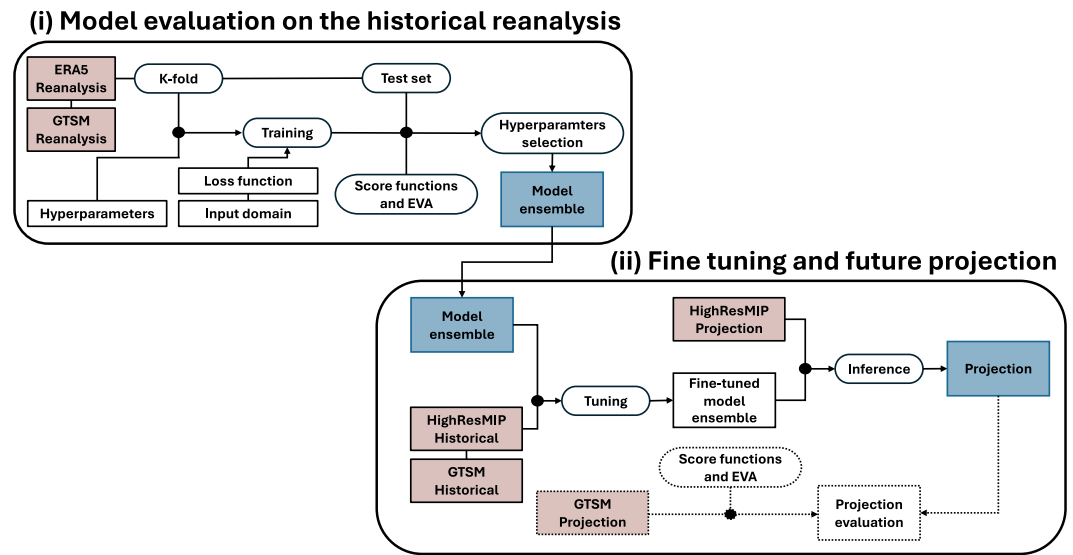 (i) Model evaluation on the historical reanalysis
ERA5
Reanalysis
K-fold
Test set
GTSM
Reanalysis
Training
Hyperparamters
selection
Loss function
Score functions
and EVA
Model
ensemble
Hyperparameters
Input domain
(ii) Fine tuning and future projection
Model
ensemble
HighResMIP
Projection
Inference
Projection
Tuning
Fine-tuned
model
ensemble
HighResMIP
Historical
GTSM
Historical
Score functions
and EVA
GTSM
Projection
Projection
evaluation